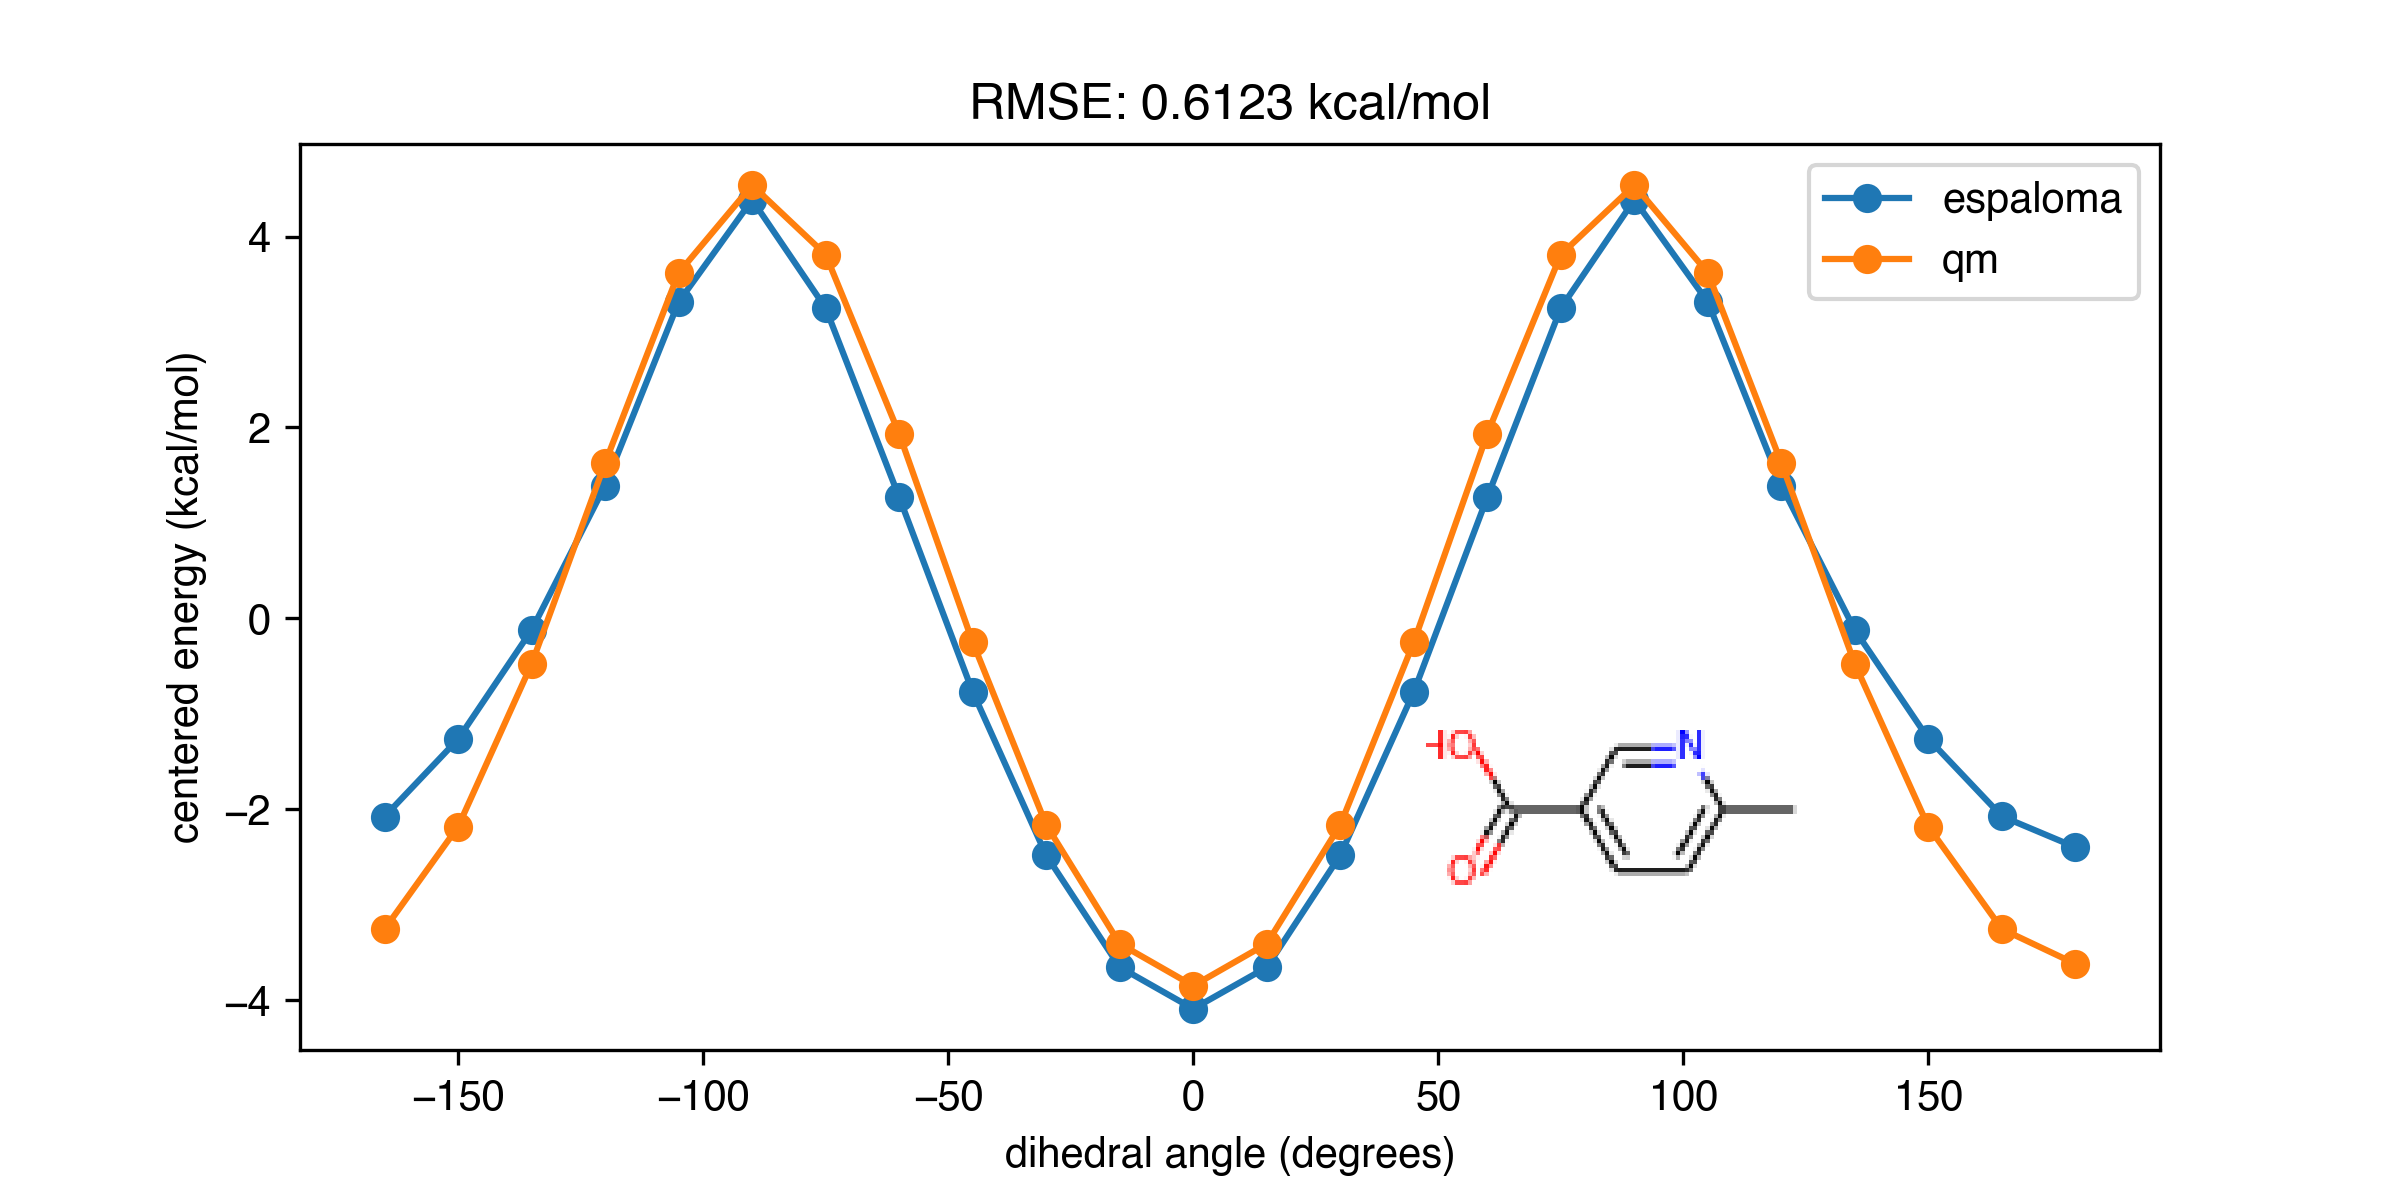 RMSE: 0.6123 kcal/mol
espaloma
qm
centered energy (kcal/mol)
4
2
0
−2
−4
HO
O
N
−150 −100 −50 0 50 100 150
dihedral angle (degrees)